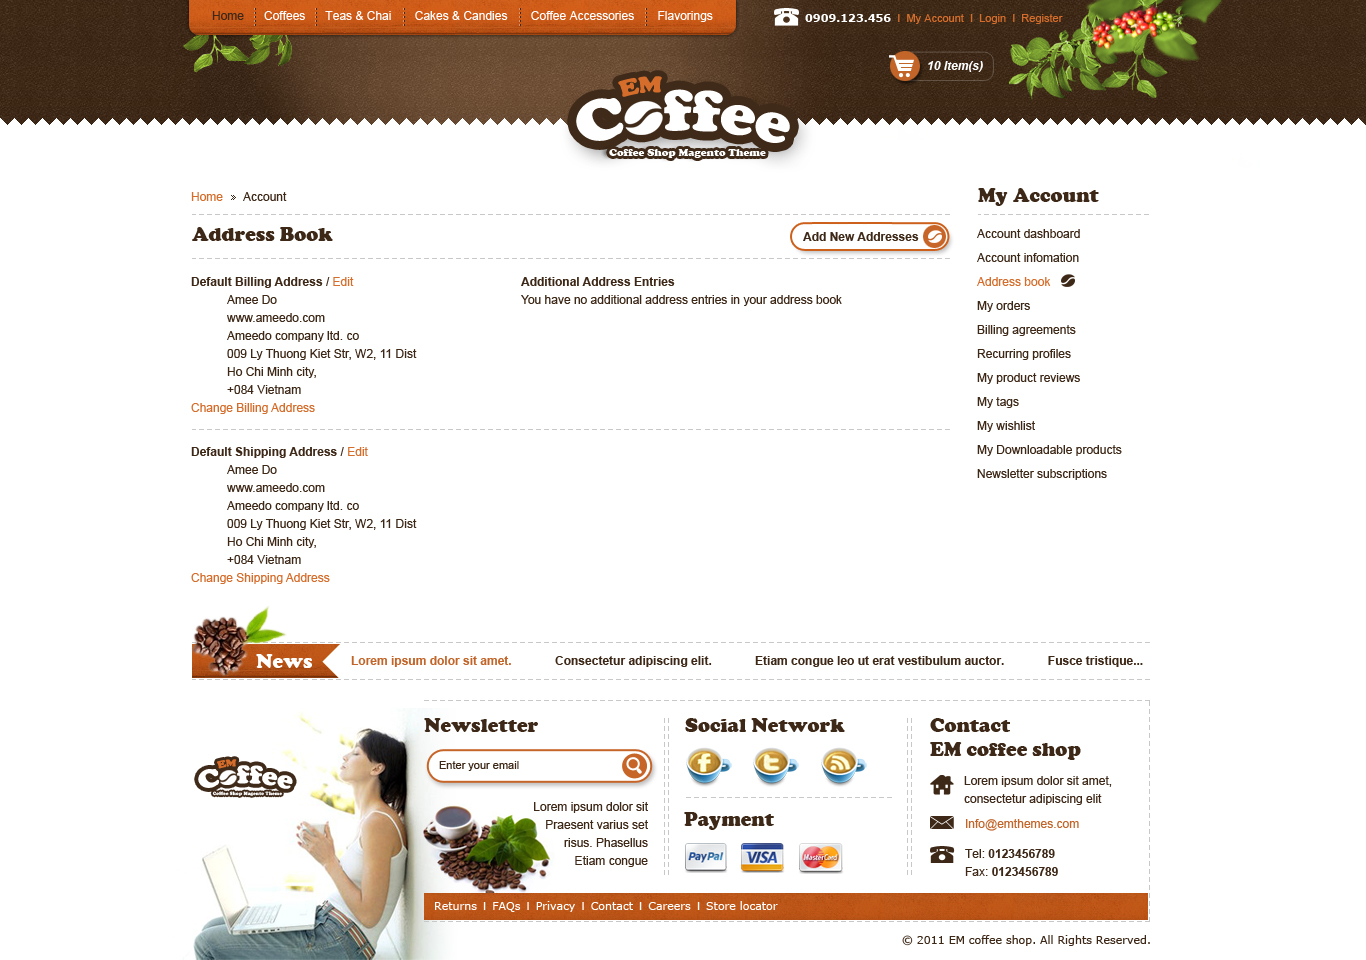 Home Coffees Teas & Chai Cakes & Candies Coffee Accessories Flavorings
0909.123.456 I My Account I Login I Register
10 Item(s)
EM
Coffee
Coffee Shop Magento Theme
Home » Account
Address Book
Add New Addresses
Default Billing Address / Edit
Amee Do
www.ameedo.com
Ameedo company ltd. co
009 Ly Thuong Kiet Str, W2, 11 Dist
Ho Chi Minh city,
+084 Vietnam
Change Billing Address
Additional Address Entries
You have no additional address entries in your address book
Default Shipping Address / Edit
Amee Do
www.ameedo.com
Ameedo company ltd. co
009 Ly Thuong Kiet Str, W2, 11 Dist
Ho Chi Minh city,
+084 Vietnam
Change Shipping Address
My Account
Account dashboard
Account infomation
Address book
My orders
Billing agreements
Recurring profiles
My product reviews
My tags
My wishlist
My Downloadable products
Newsletter subscriptions
News
Lorem ipsum dolor sit amet. Consectetur adipiscing elit. Etiam congue leo ut erat vestibulum auctor. Fusce tristique...
EM
Coffee
Coffee Shop Magento Theme
Newsletter
Enter your email
Lorem ipsum dolor sit
Praesent varius set
risus. Phasellus
Etiam congue
Social Network
f t
Payment
PayPal VISA MasterCard
Contact
EM coffee shop
Lorem ipsum dolor sit amet,
consectetur adipiscing elit
Info@emthemes.com
Tel: 0123456789
Fax: 0123456789
Returns I FAQs I Privacy I Contact I Careers I Store locator
© 2011 EM coffee shop. All Rights Reserved.